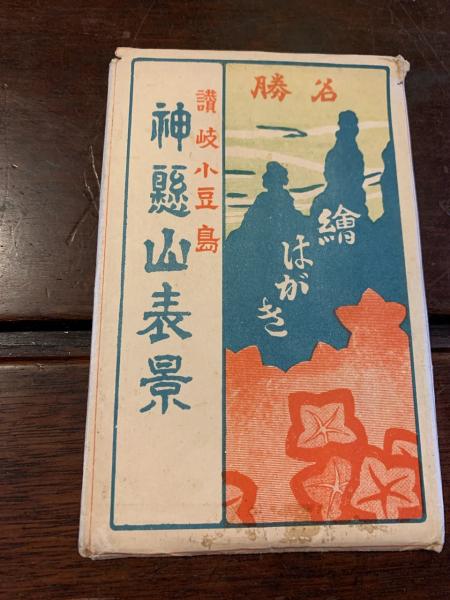 名勝
繪
はがき
讃岐小豆島
神懸山表景